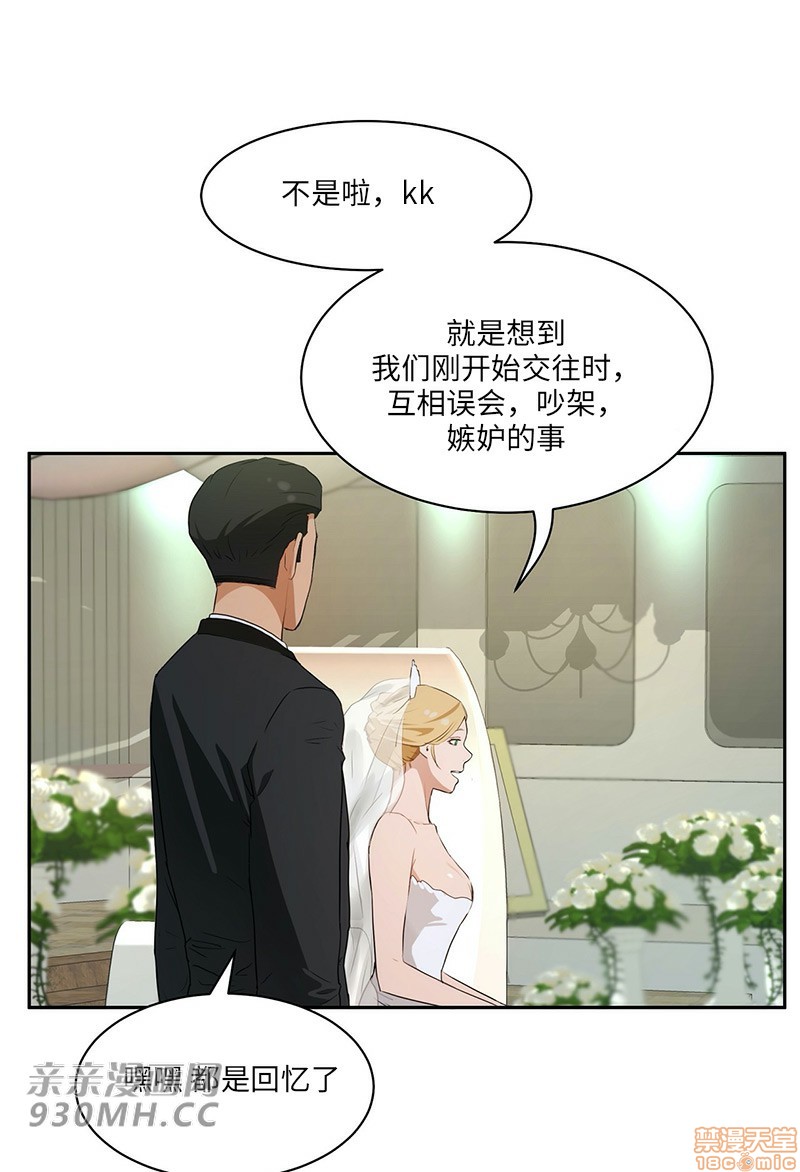 不是啦，kk
就是想到
我们刚开始交往时，
互相误会，吵架，
嫉妒的事
嘿嘿 都是回忆了
亲亲漫画网
930MH.CC
禁漫天堂
18comic